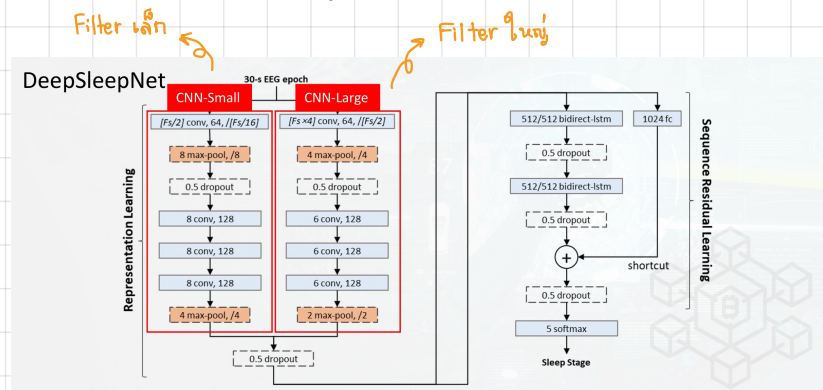 Filter เล็ก
Filter ใหญ่
DeepSleepNet
30-s EEG epoch
CNN-Small
CNN-Large
[Fs/2] conv, 64, /[Fs/16]
[Fs×4] conv, 64, /[Fs/2]
8 max-pool, /8
4 max-pool, /4
0.5 dropout
0.5 dropout
8 conv, 128
6 conv, 128
8 conv, 128
6 conv, 128
8 conv, 128
6 conv, 128
4 max-pool, /4
2 max-pool, /2
0.5 dropout
Representation Learning
512/512 bidirect-lstm
1024 fc
0.5 dropout
512/512 bidirect-lstm
0.5 dropout
+
shortcut
0.5 dropout
5 softmax
Sleep Stage
Sequence Residual Learning